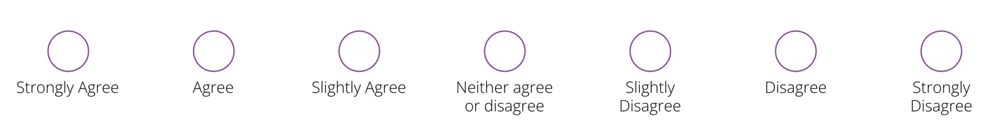 Strongly Agree
Agree
Slightly Agree
Neither agree
or disagree
Slightly
Disagree
Disagree
Strongly
Disagree